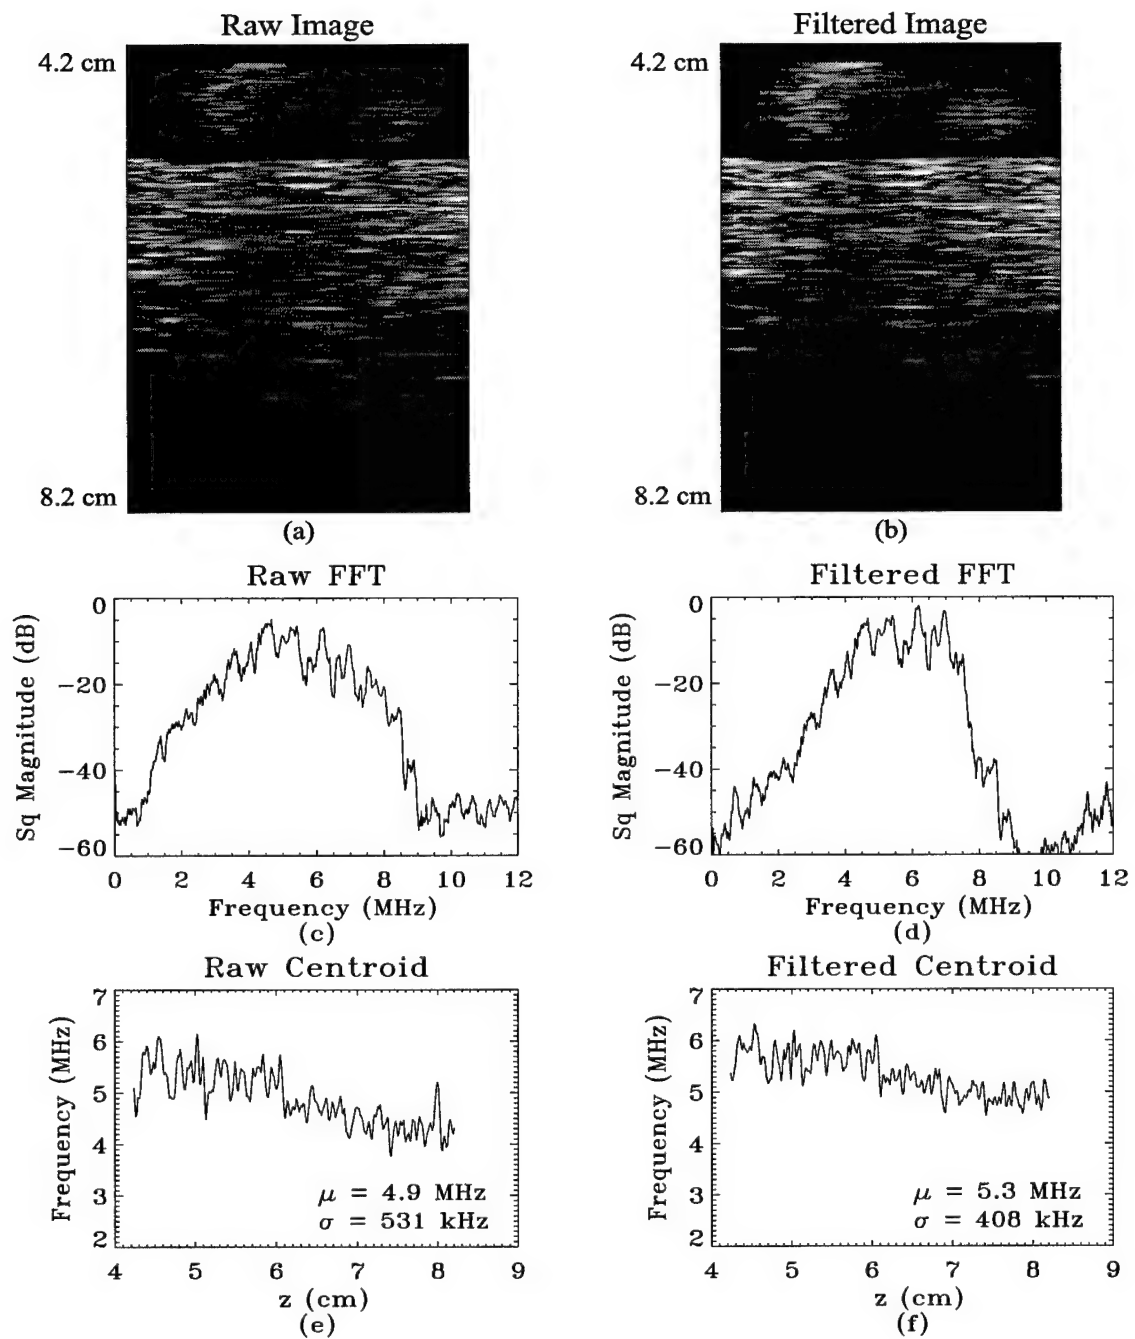 Raw Image
Filtered Image
4.2 cm
4.2 cm
8.2 cm
8.2 cm
(a)
(b)
Raw FFT
Filtered FFT
Sq Magnitude (dB)
0
−20
−40
−60
0 2 4 6 8 10 12
Frequency (MHz)
(c)
Sq Magnitude (dB)
0
−20
−40
−60
0 2 4 6 8 10 12
Frequency (MHz)
(d)
Raw Centroid
Filtered Centroid
Frequency (MHz)
7
6
5
4
3
2
μ = 4.9 MHz
σ = 531 kHz
4 5 6 7 8 9
z (cm)
(e)
Frequency (MHz)
7
6
5
4
3
2
μ = 5.3 MHz
σ = 408 kHz
4 5 6 7 8 9
z (cm)
(f)